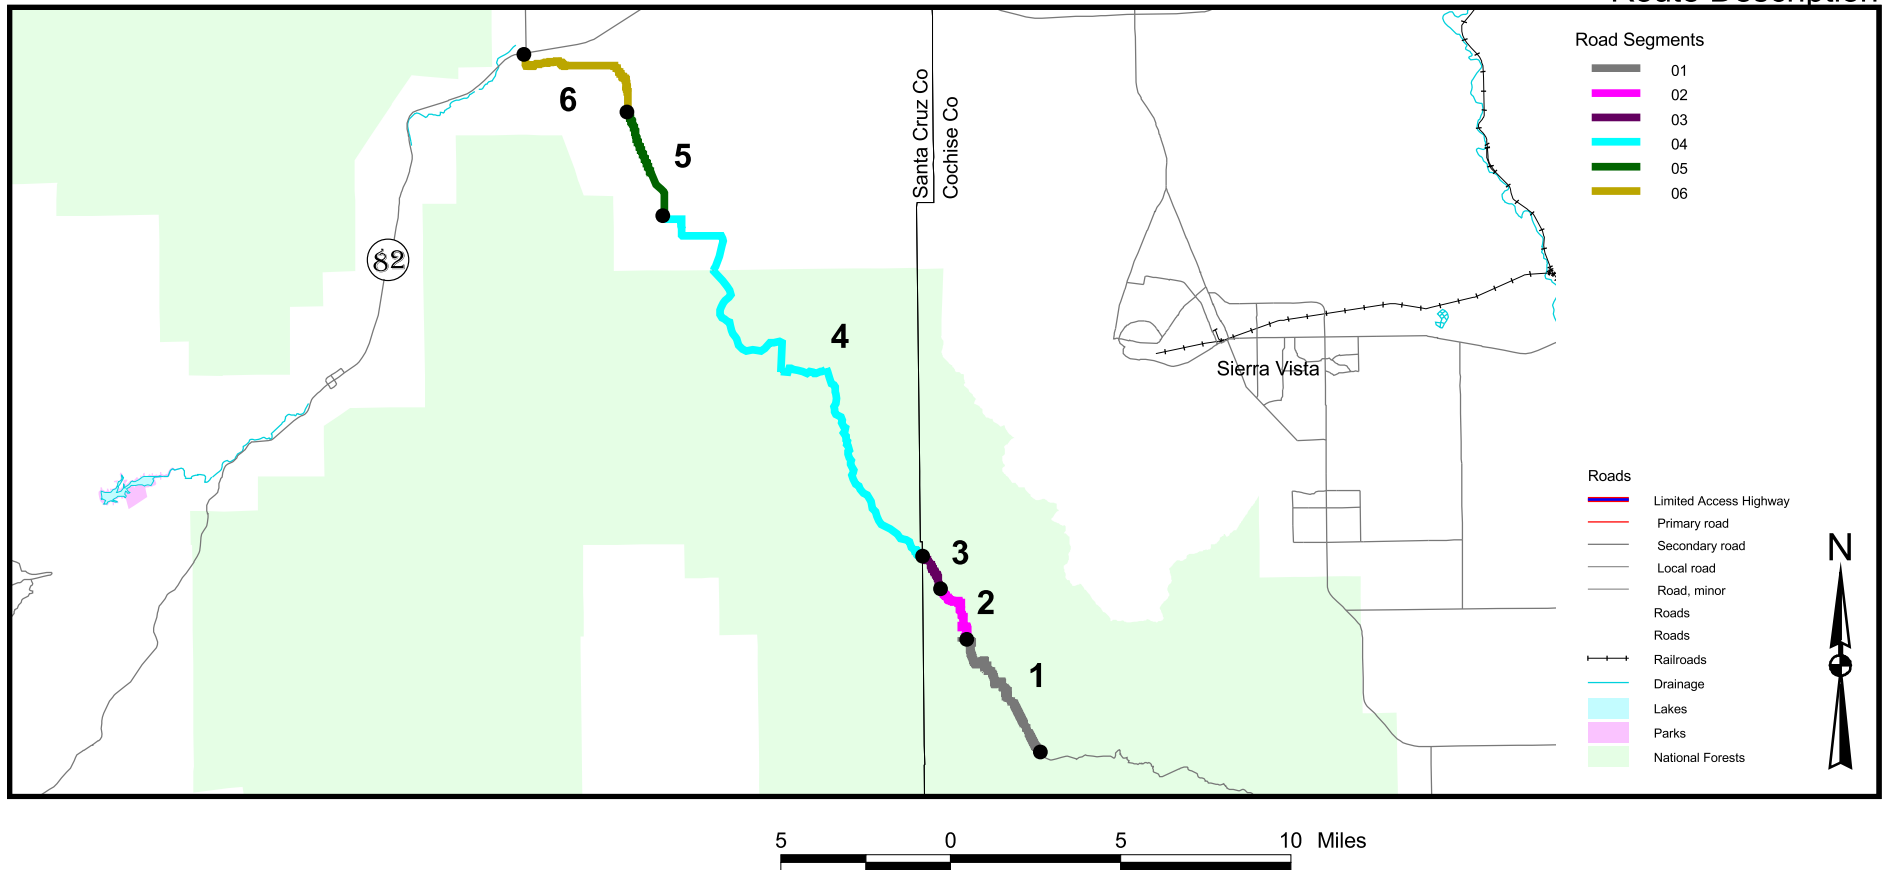 Route Description
Road Segments
01
02
03
04
05
06
6
5
4
3
2
1
82
Santa Cruz Co
Cochise Co
Sierra Vista
Roads
Limited Access Highway
Primary road
Secondary road
Local road
Road, minor
Roads
Roads
Railroads
Drainage
Lakes
Parks
National Forests
N
5 0 5 10 Miles